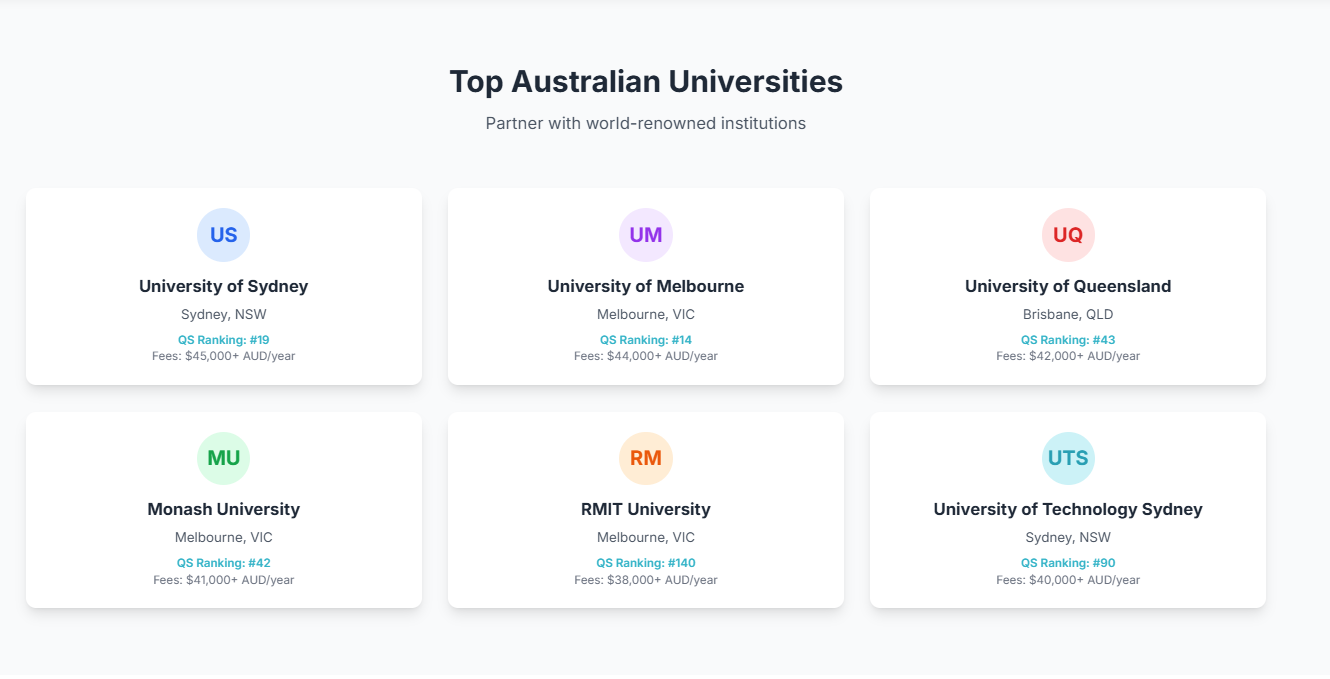 Top Australian Universities
Partner with world-renowned institutions
US
University of Sydney
Sydney, NSW
QS Ranking: #19
Fees: $45,000+ AUD/year
UM
University of Melbourne
Melbourne, VIC
QS Ranking: #14
Fees: $44,000+ AUD/year
UQ
University of Queensland
Brisbane, QLD
QS Ranking: #43
Fees: $42,000+ AUD/year
MU
Monash University
Melbourne, VIC
QS Ranking: #42
Fees: $41,000+ AUD/year
RM
RMIT University
Melbourne, VIC
QS Ranking: #140
Fees: $38,000+ AUD/year
UTS
University of Technology Sydney
Sydney, NSW
QS Ranking: #90
Fees: $40,000+ AUD/year